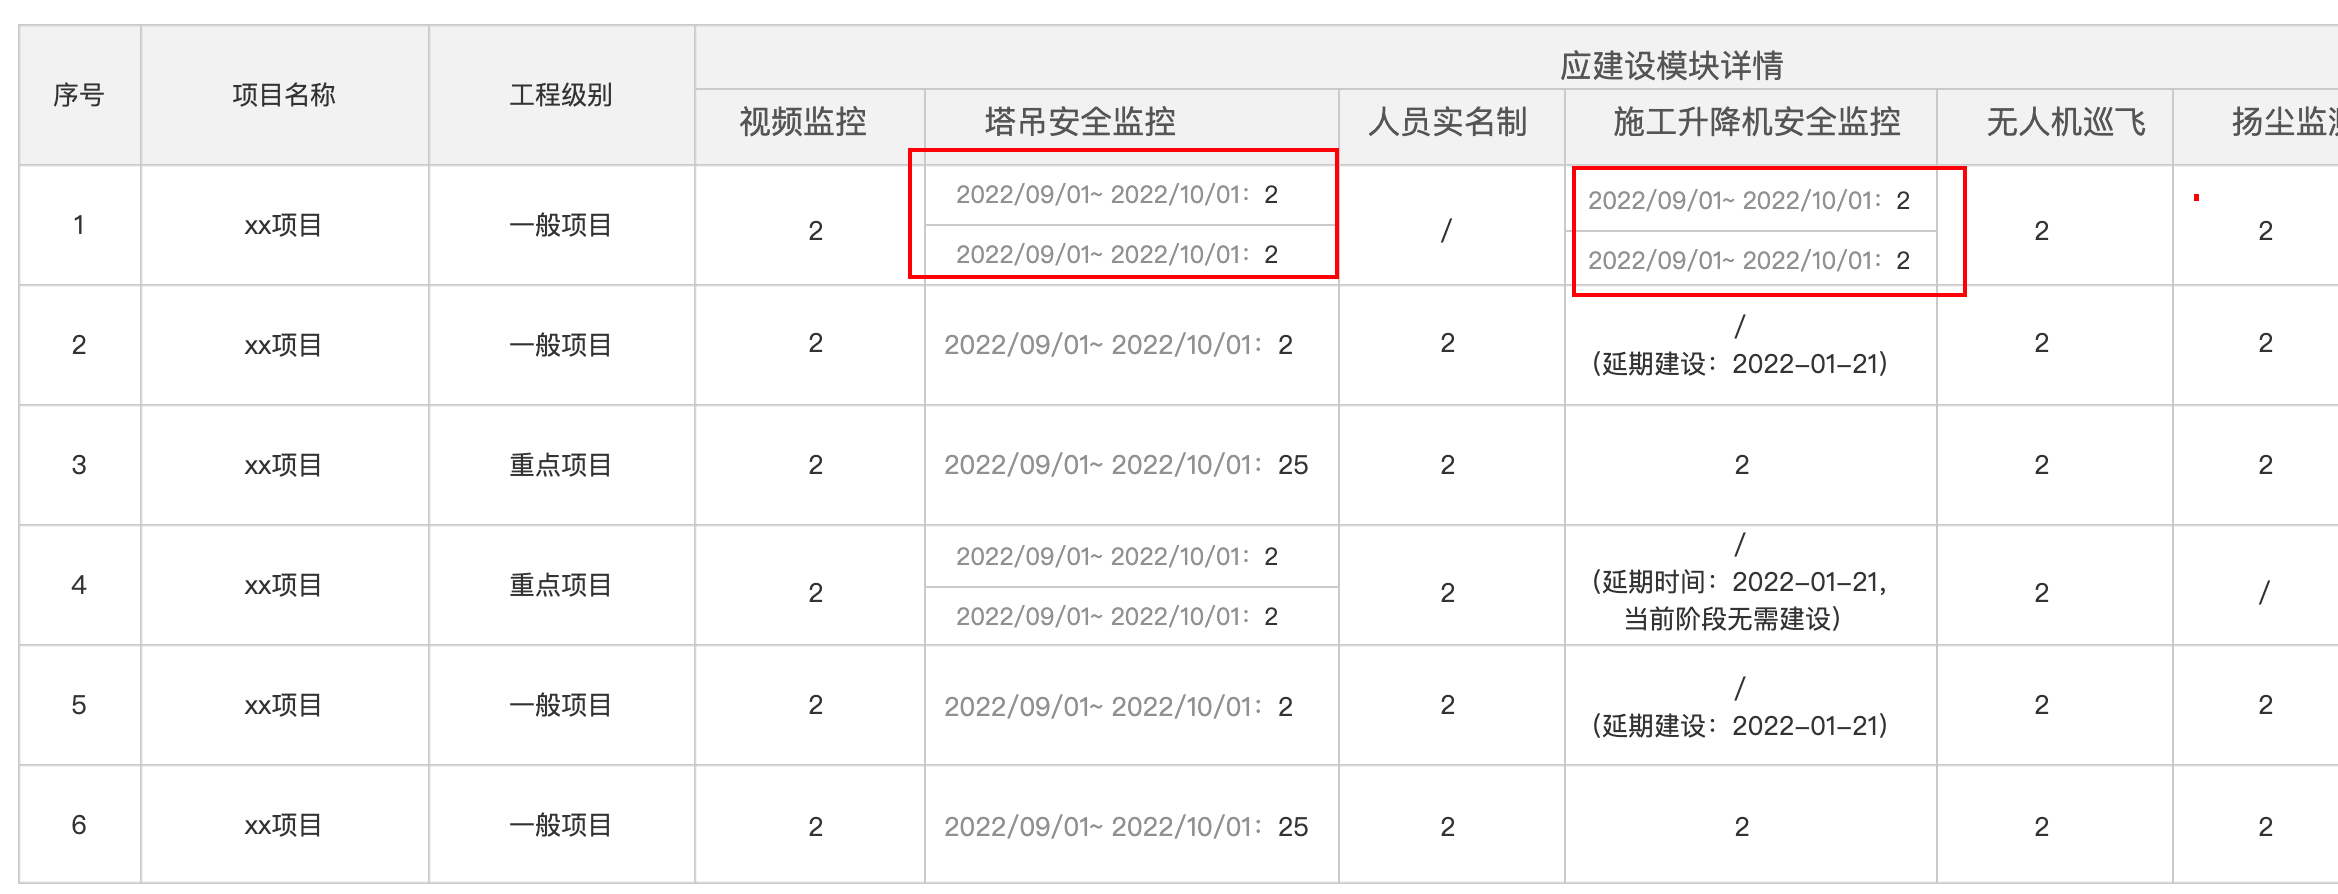 应建设模块详情
序号 项目名称 工程级别
视频监控 塔吊安全监控 人员实名制 施工升降机安全监控 无人机巡飞 扬尘监
1 xx项目 一般项目 2 2022/09/01~ 2022/10/01：2 / 2022/09/01~ 2022/10/01：2 2 2
2022/09/01~ 2022/10/01：2 2022/09/01~ 2022/10/01：2
2 xx项目 一般项目 2 2022/09/01~ 2022/10/01：2 2 / 2 2
（延期建设：2022-01-21）
3 xx项目 重点项目 2 2022/09/01~ 2022/10/01：25 2 2 2 2
4 xx项目 重点项目 2 2022/09/01~ 2022/10/01：2 2 / 2 /
2022/09/01~ 2022/10/01：2 （延期时间：2022-01-21，
当前阶段无需建设）
5 xx项目 一般项目 2 2022/09/01~ 2022/10/01：2 2 / 2 2
（延期建设：2022-01-21）
6 xx项目 一般项目 2 2022/09/01~ 2022/10/01：25 2 2 2 2